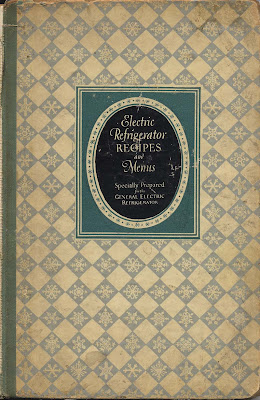 Electric
Refrigerator
RECIPES
and
Menus
Specially Prepared
for the
GENERAL ELECTRIC
REFRIGERATOR